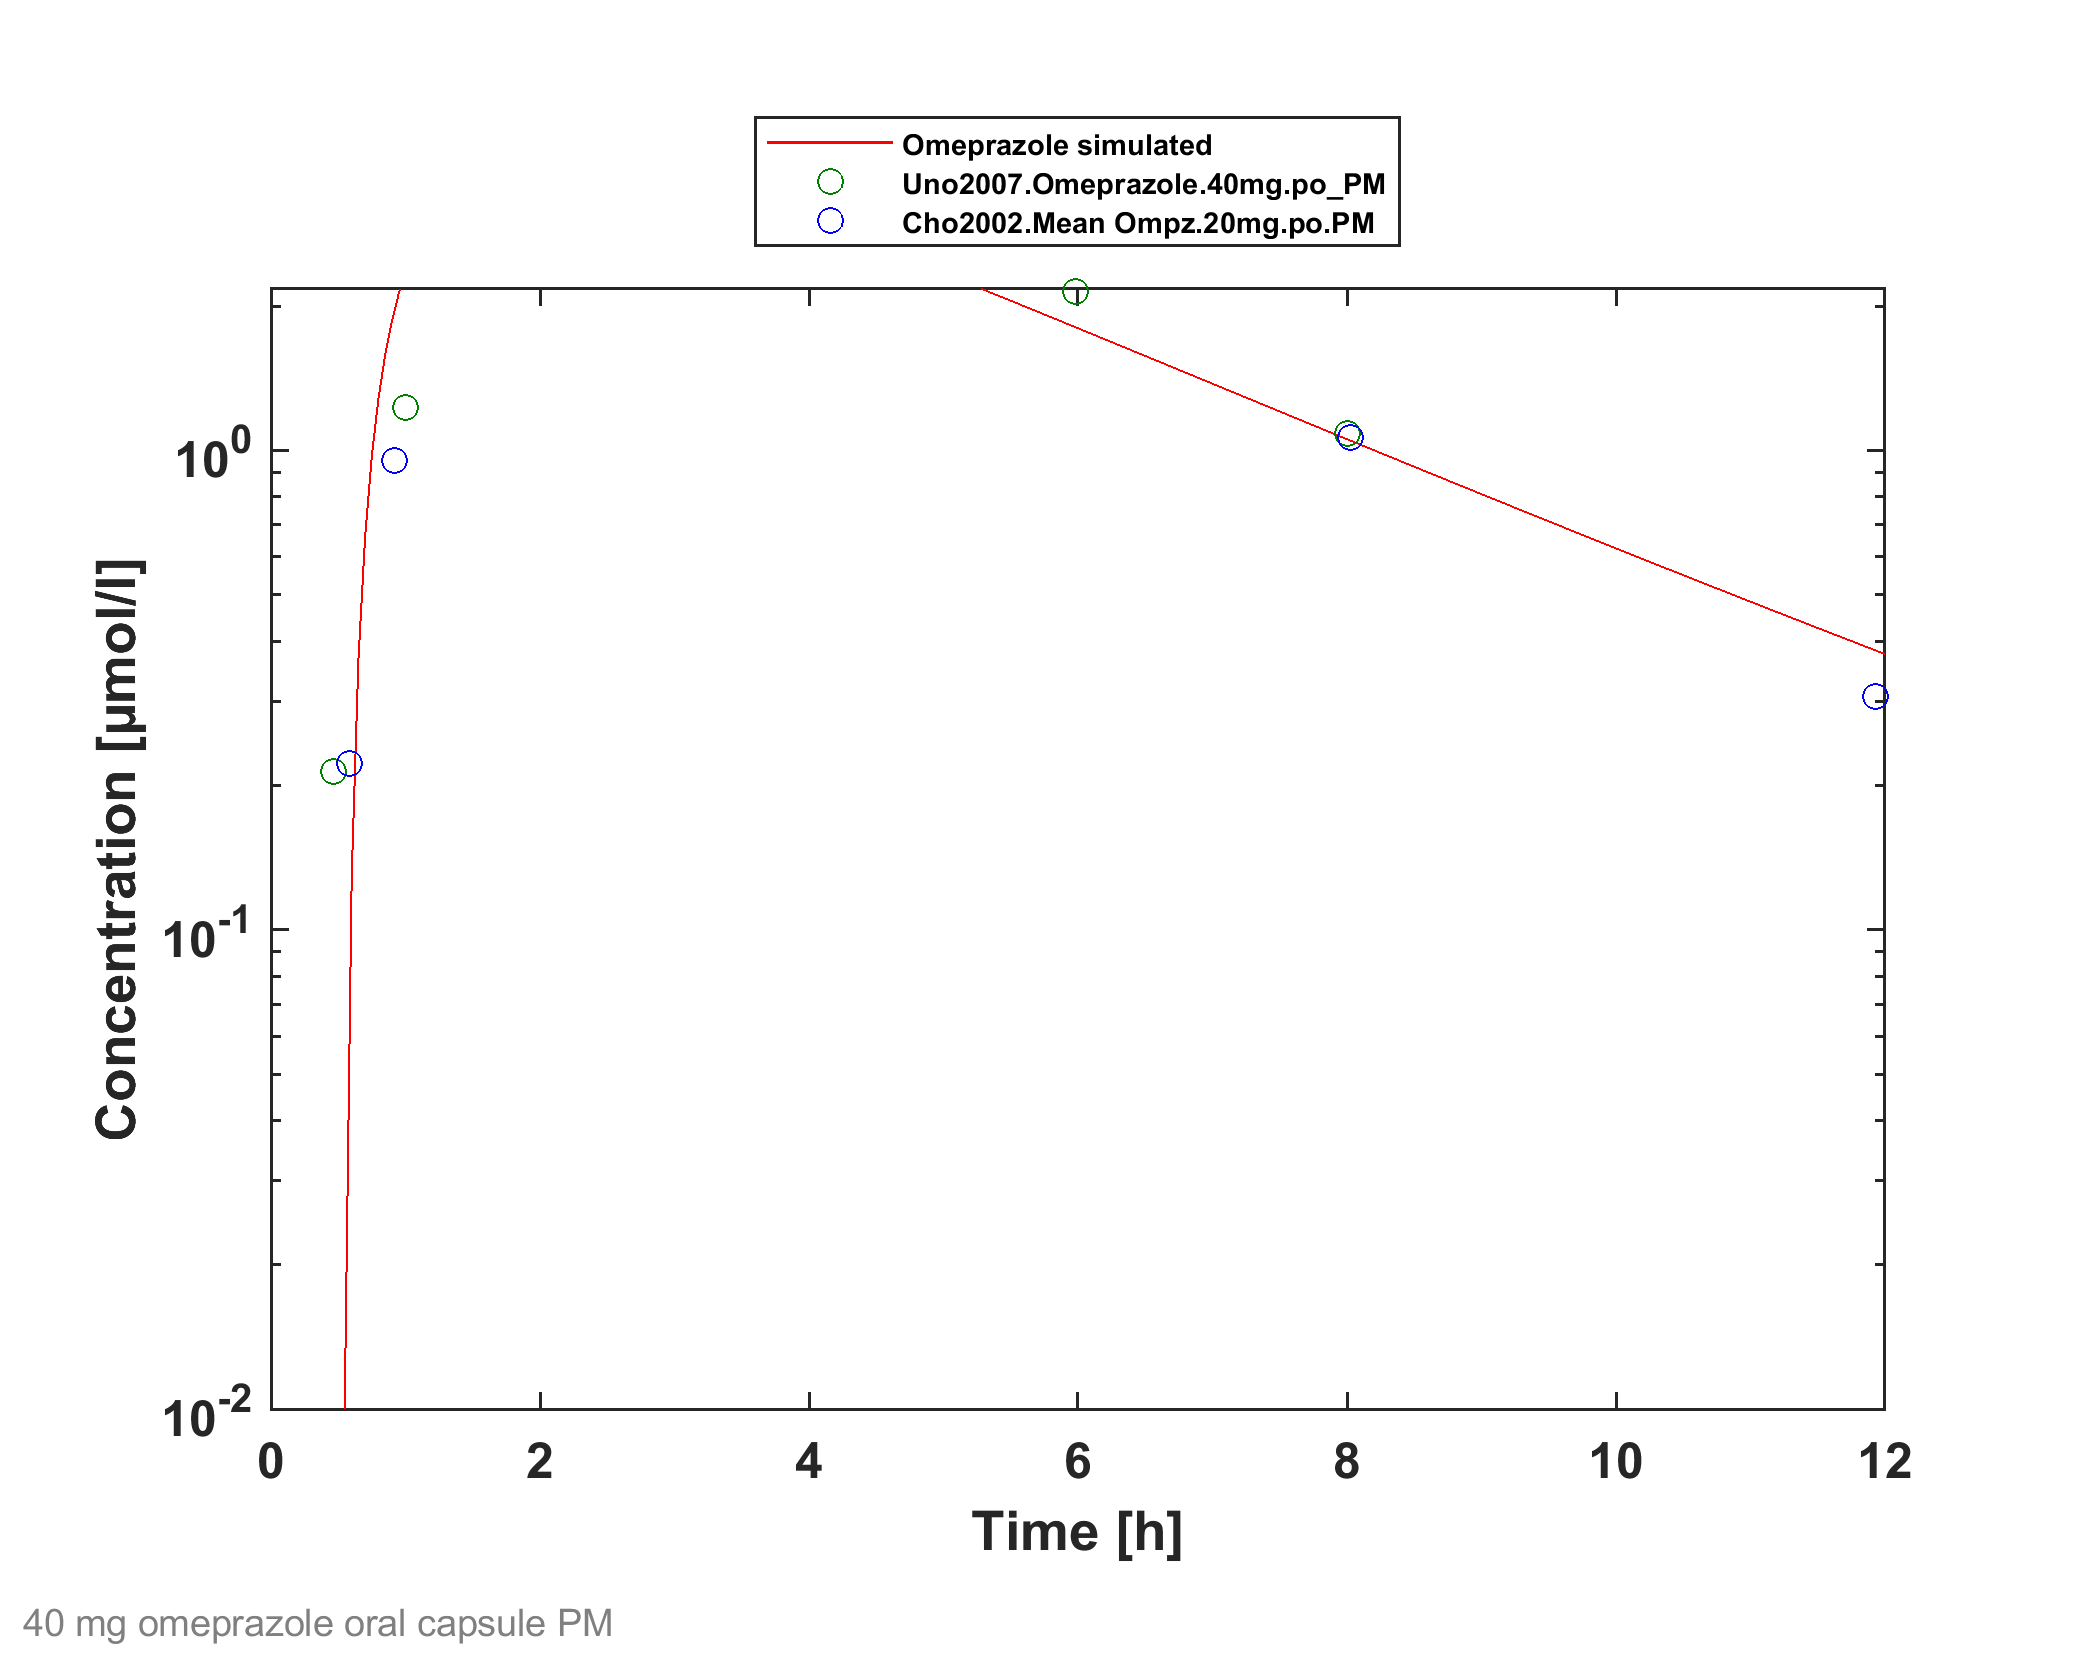 Omeprazole simulated
Uno2007.Omeprazole.40mg.po_PM
Cho2002.Mean Ompz.20mg.po.PM
10^0
10^-1
10^-2
Concentration [µmol/l]
0 2 4 6 8 10 12
Time [h]
40 mg omeprazole oral capsule PM